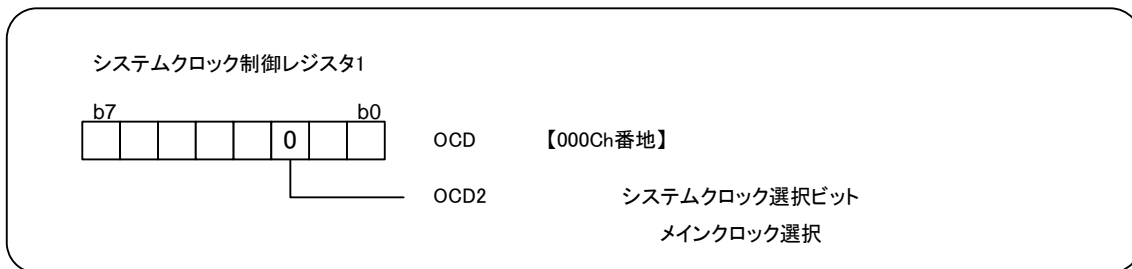 システムクロック制御レジスタ1
b7 b0
0 OCD 【000Ch番地】
OCD2 システムクロック選択ビット
メインクロック選択